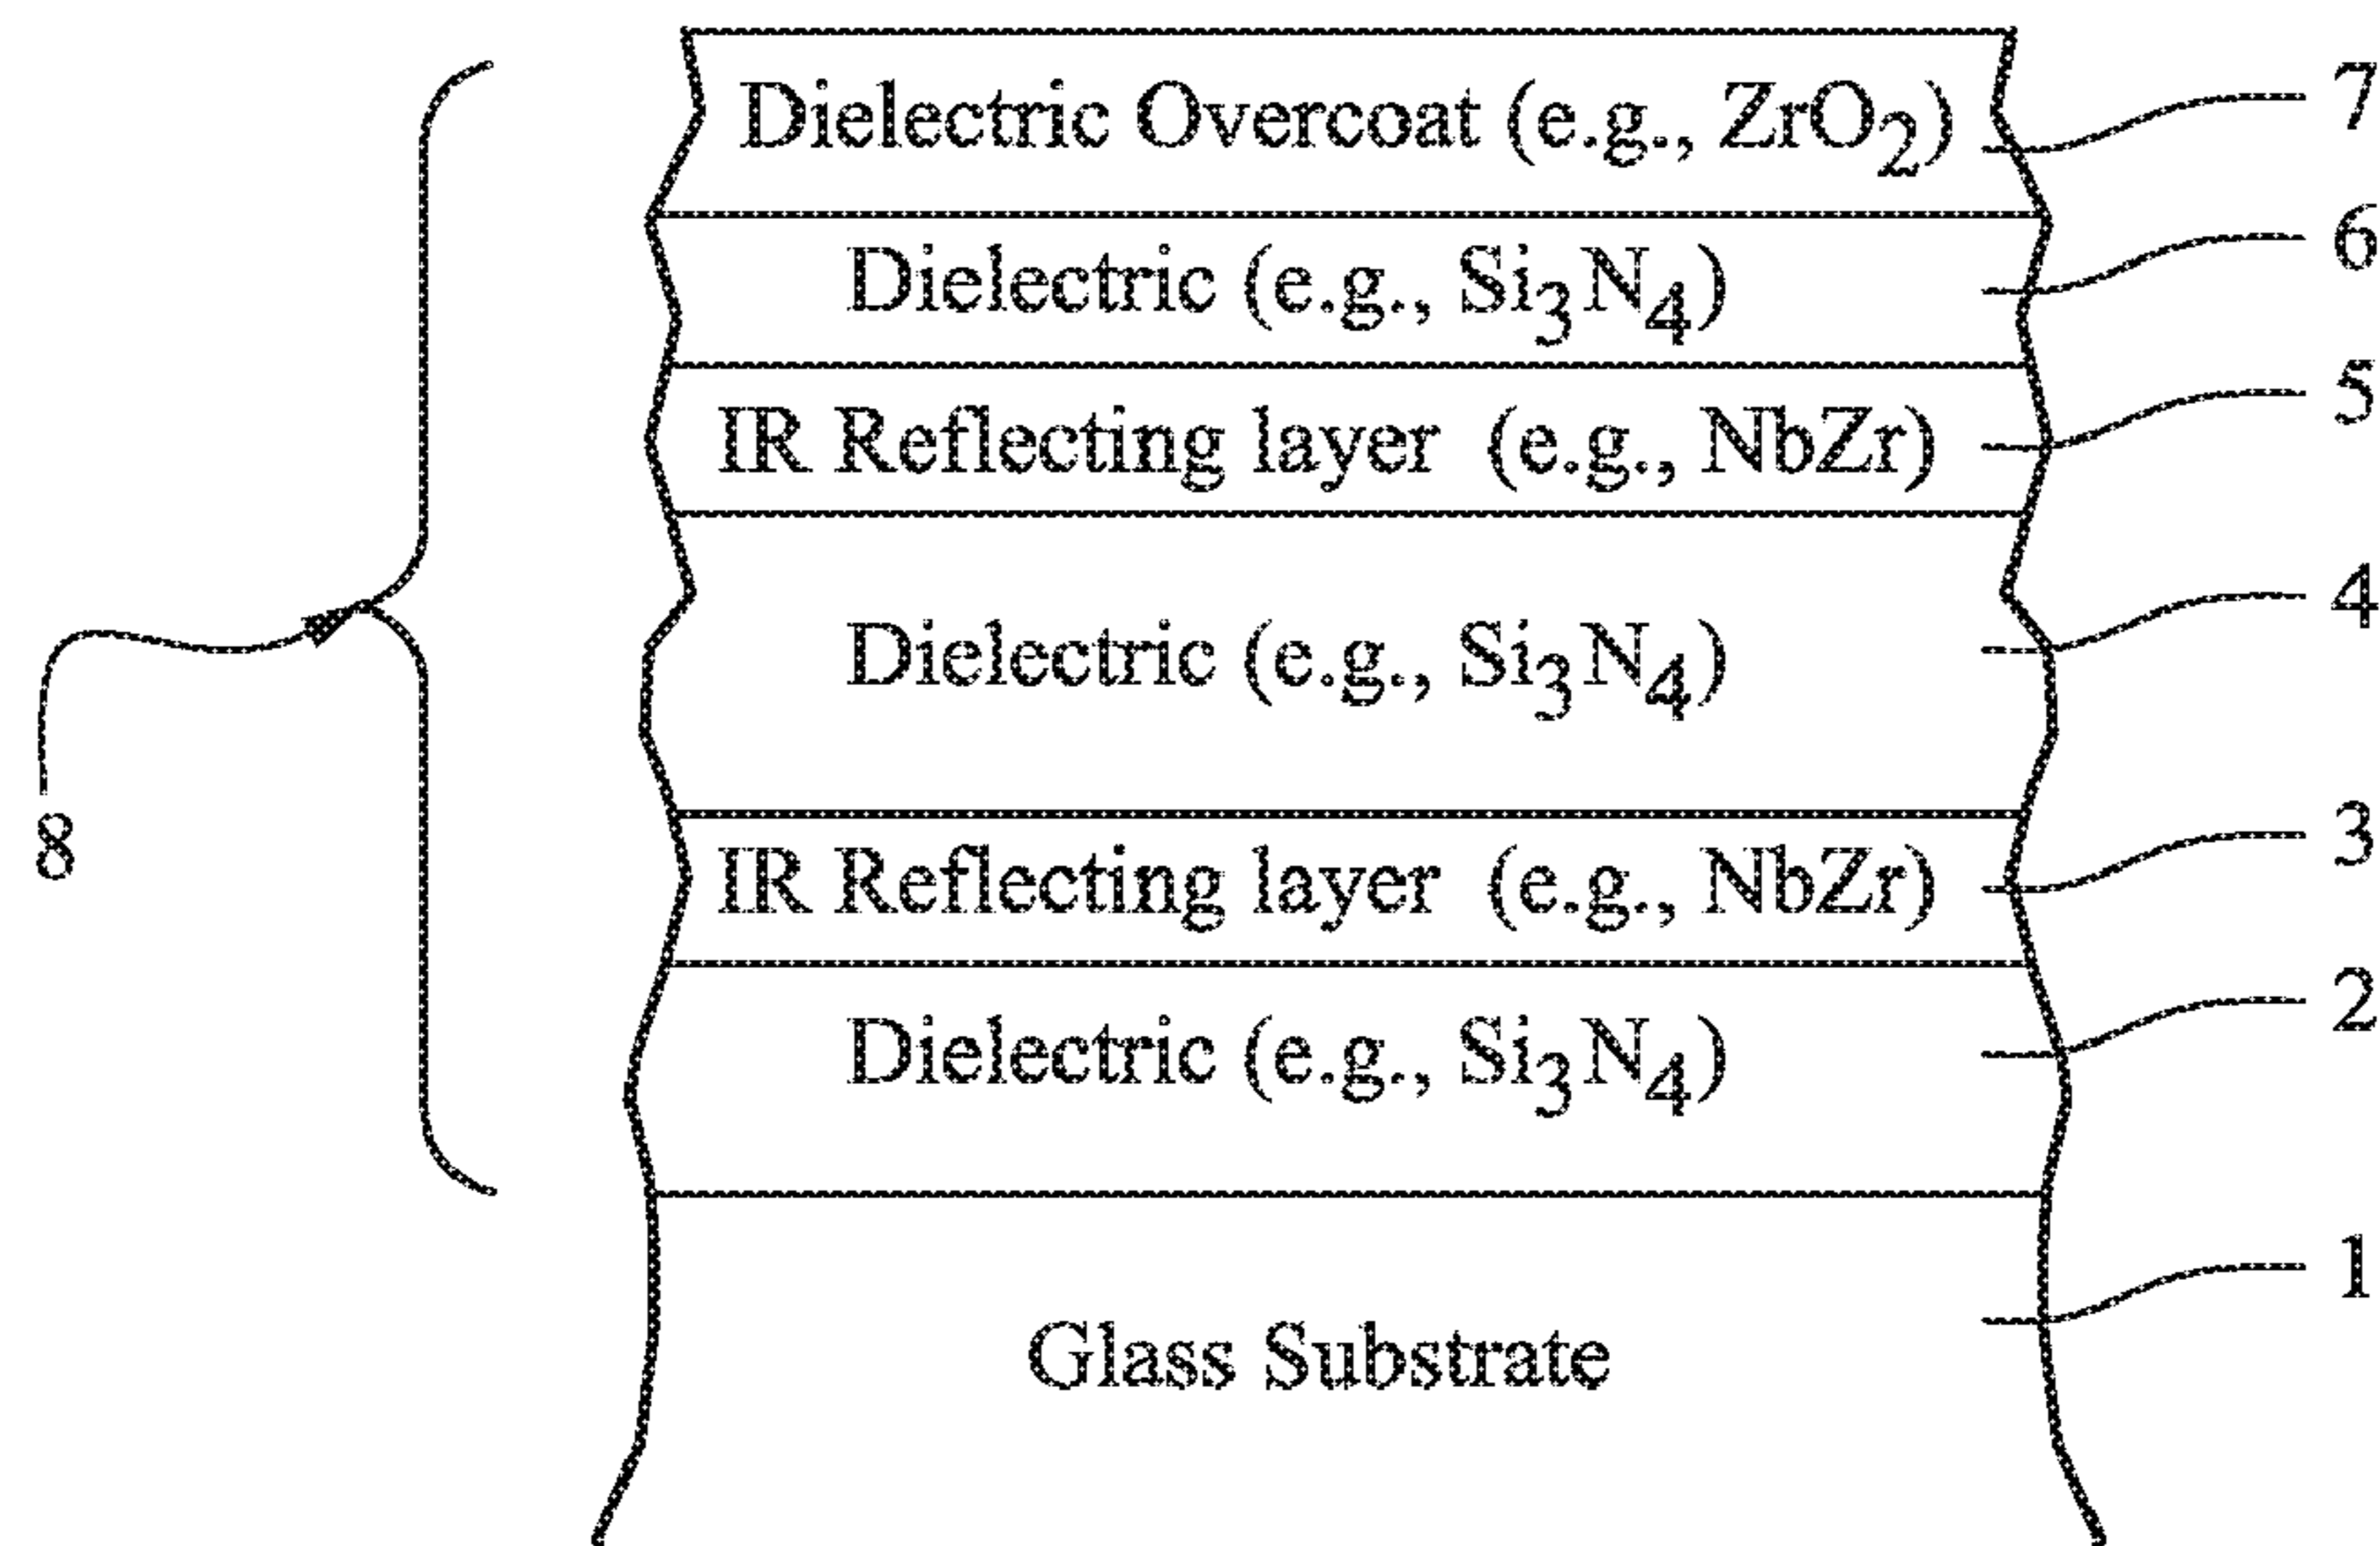 Dielectric Overcoat (e.g., ZrO₂) 7
Dielectric (e.g., Si₃N₄) 6
IR Reflecting layer (e.g., NbZr) 5
Dielectric (e.g., Si₃N₄) 4
8
IR Reflecting layer (e.g., NbZr) 3
Dielectric (e.g., Si₃N₄) 2
Glass Substrate 1